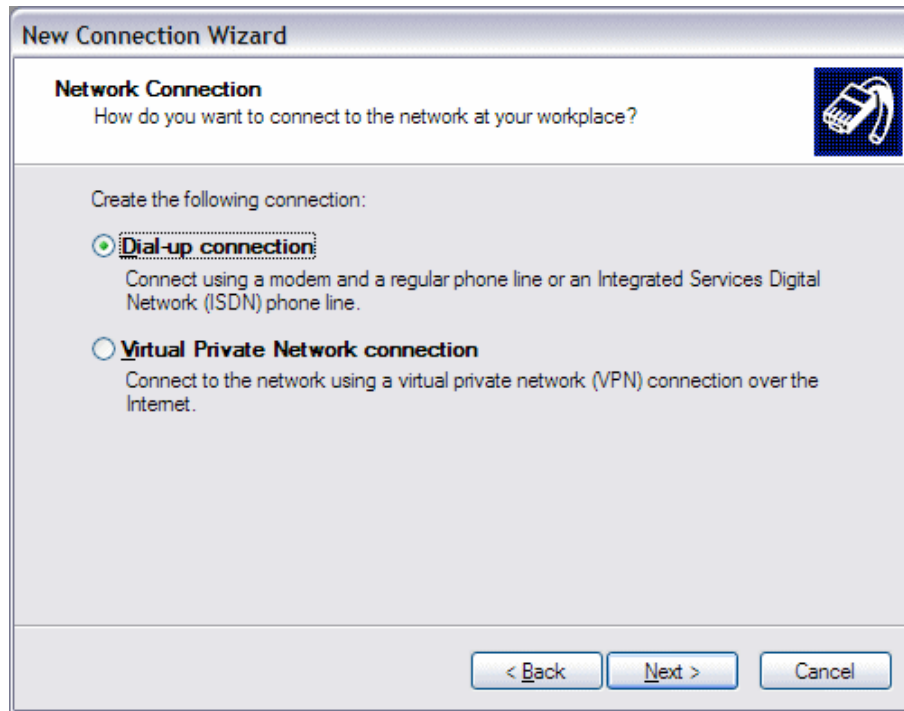 New Connection Wizard
Network Connection
How do you want to connect to the network at your workplace?
Create the following connection:
Dial-up connection
Connect using a modem and a regular phone line or an Integrated Services Digital
Network (ISDN) phone line.
Virtual Private Network connection
Connect to the network using a virtual private network (VPN) connection over the
Internet.
< Back Next > Cancel